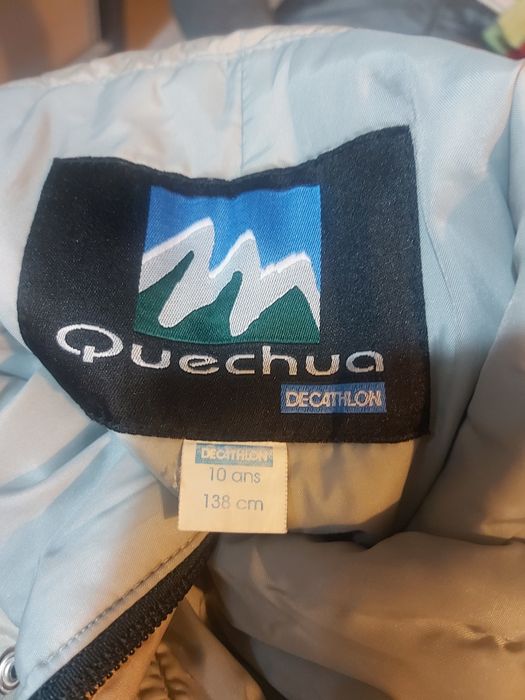 Quechua
DECATHLON
DECATHLON
10 ans
138 cm